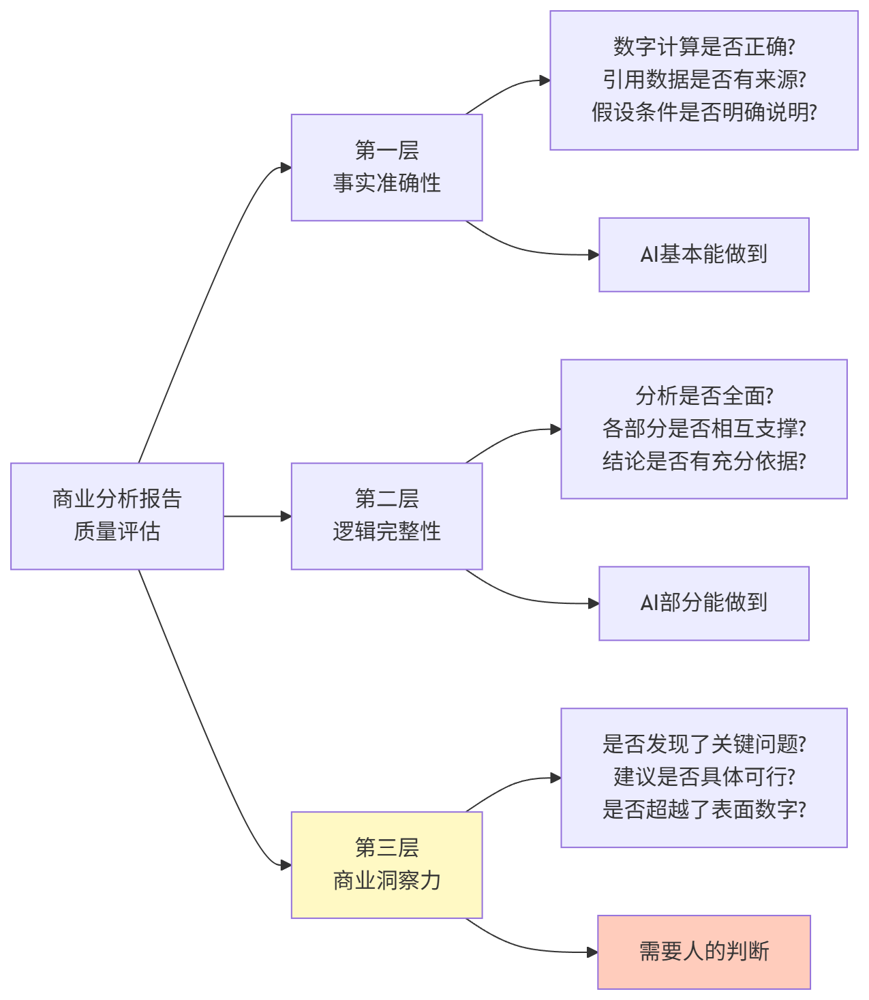 商业分析报告
质量评估
第一层
事实准确性
数字计算是否正确?
引用数据是否有来源?
假设条件是否明确说明?
AI基本能做到
第二层
逻辑完整性
分析是否全面?
各部分是否相互支撑?
结论是否有充分依据?
AI部分能做到
第三层
商业洞察力
是否发现了关键问题?
建议是否具体可行?
是否超越了表面数字?
需要人的判断